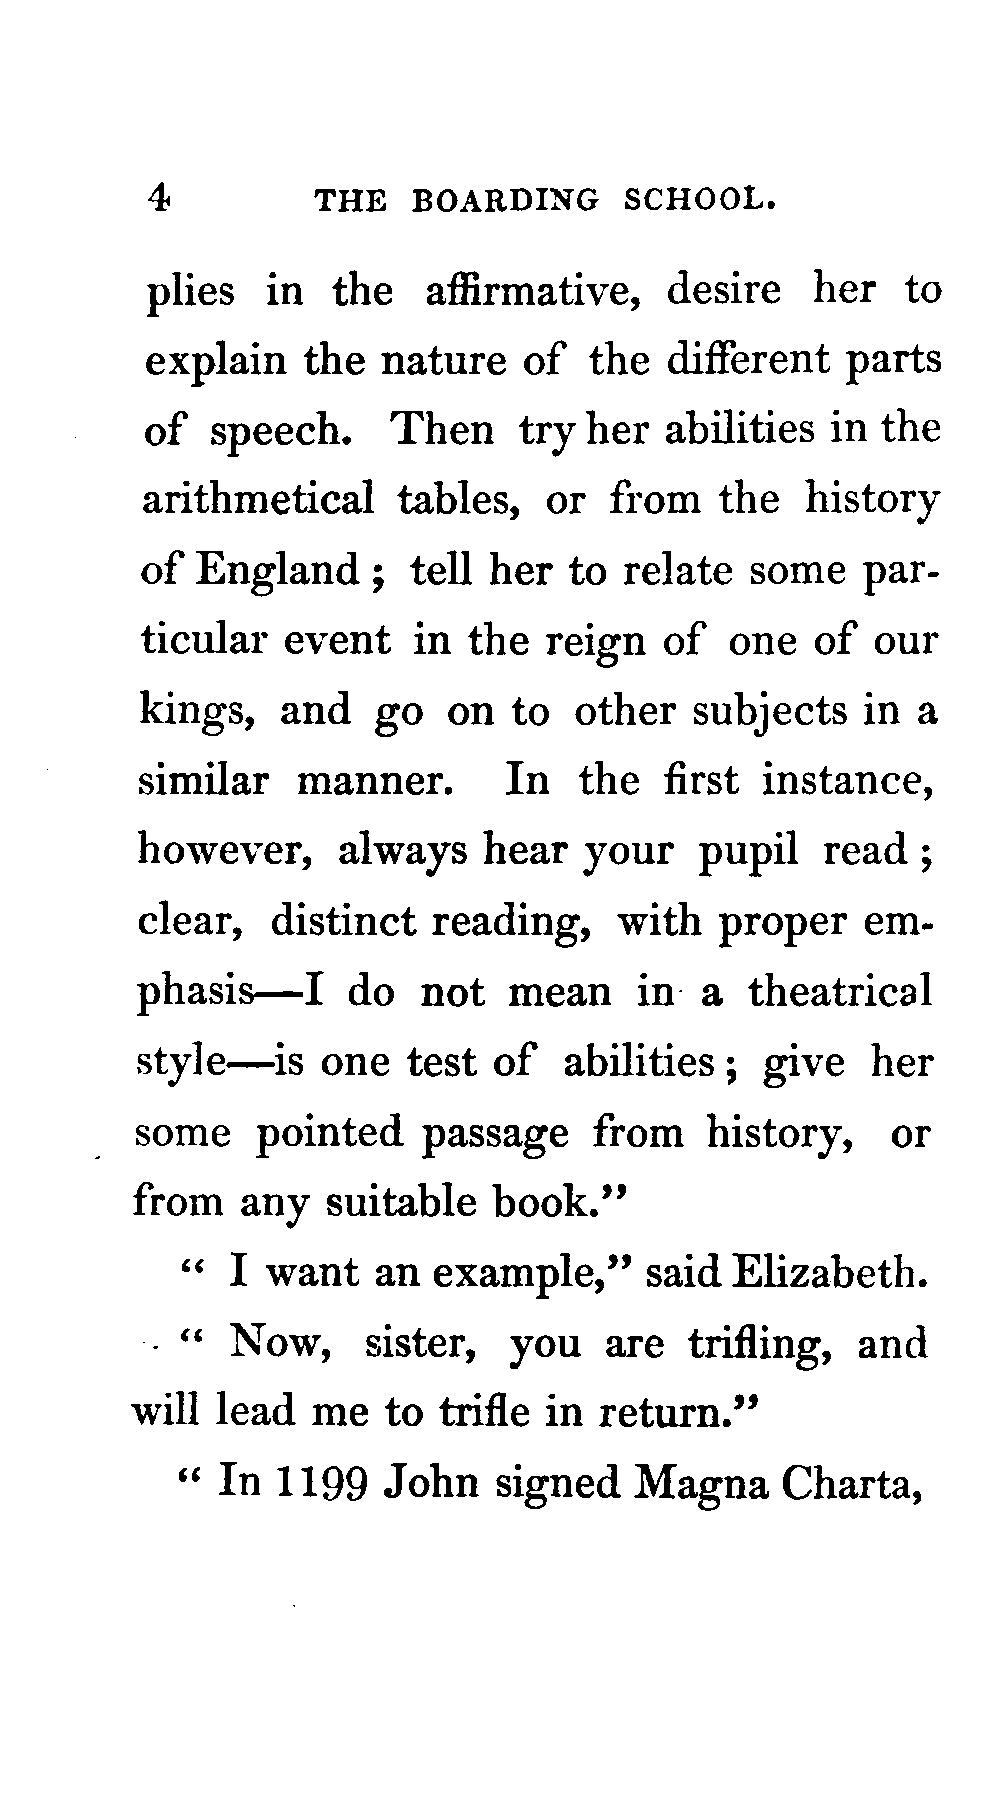 4 THE BOARDING SCHOOL.
plies in the affirmative, desire her to
explain the nature of the different parts
of speech. Then try her abilities in the
arithmetical tables, or from the history
of England ; tell her to relate some par-
ticular event in the reign of one of our
kings, and go on to other subjects in a
similar manner. In the first instance,
however, always hear your pupil read ;
clear, distinct reading, with proper em-
phasis—I do not mean in a theatrical
style—is one test of abilities ; give her
some pointed passage from history, or
from any suitable book.”
“ I want an example,” said Elizabeth.
“ Now, sister, you are trifling, and
will lead me to trifle in return.”
“ In 1199 John signed Magna Charta,